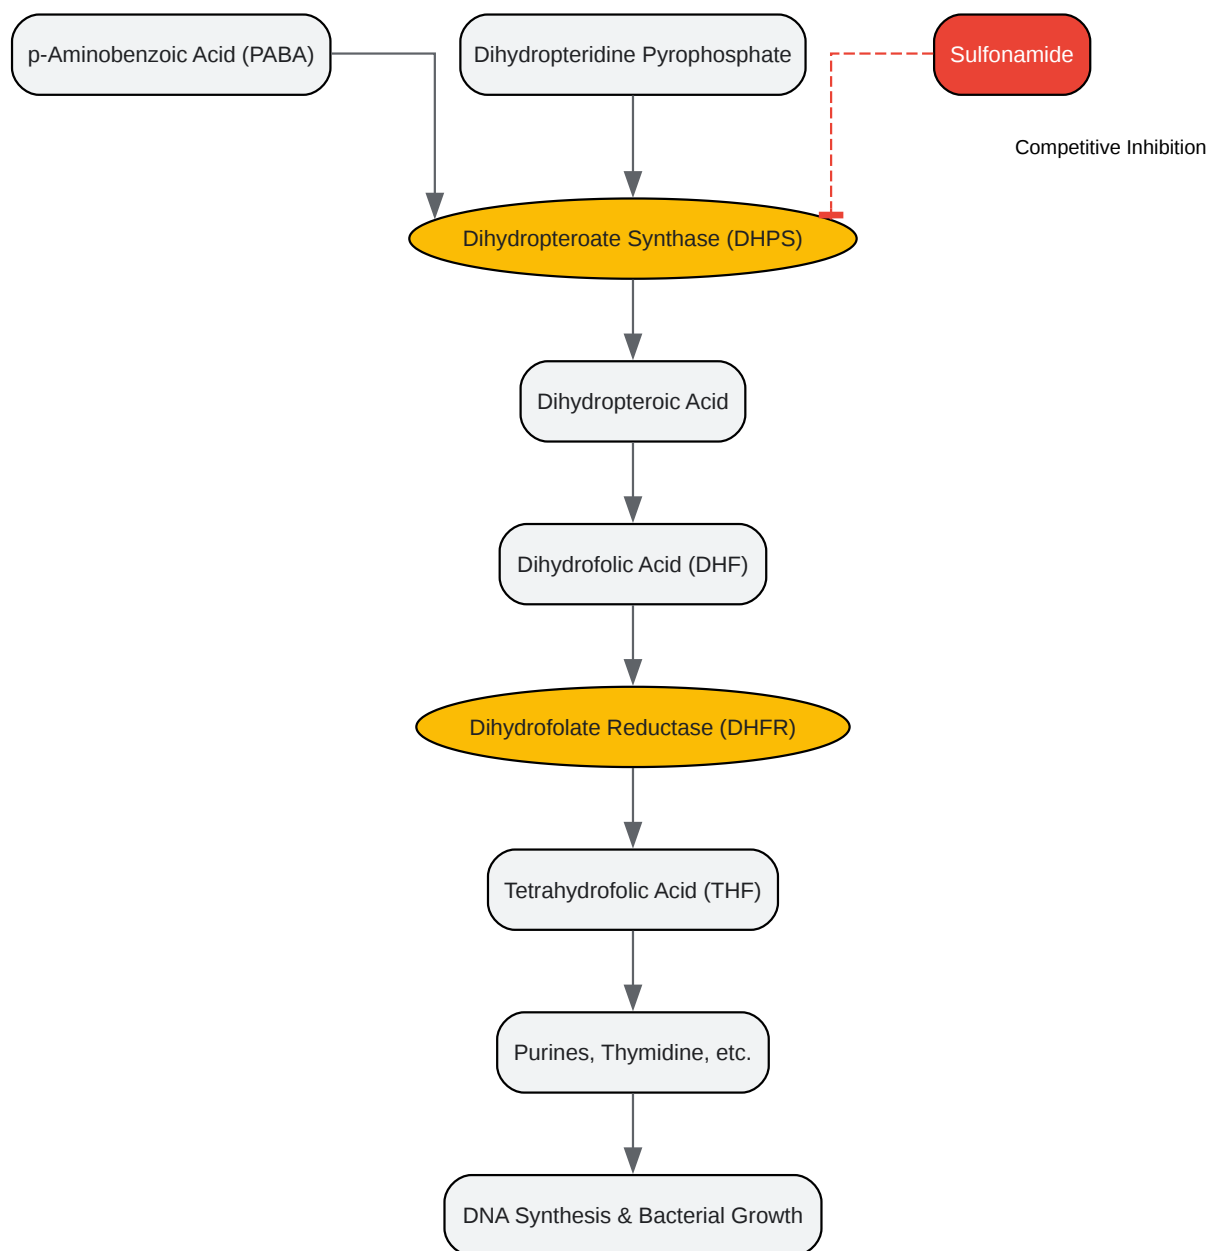 p-Aminobenzoic Acid (PABA)
Dihydropteridine Pyrophosphate
Sulfonamide
Competitive Inhibition
Dihydropteroate Synthase (DHPS)
Dihydropteroic Acid
Dihydrofolic Acid (DHF)
Dihydrofolate Reductase (DHFR)
Tetrahydrofolic Acid (THF)
Purines, Thymidine, etc.
DNA Synthesis & Bacterial Growth